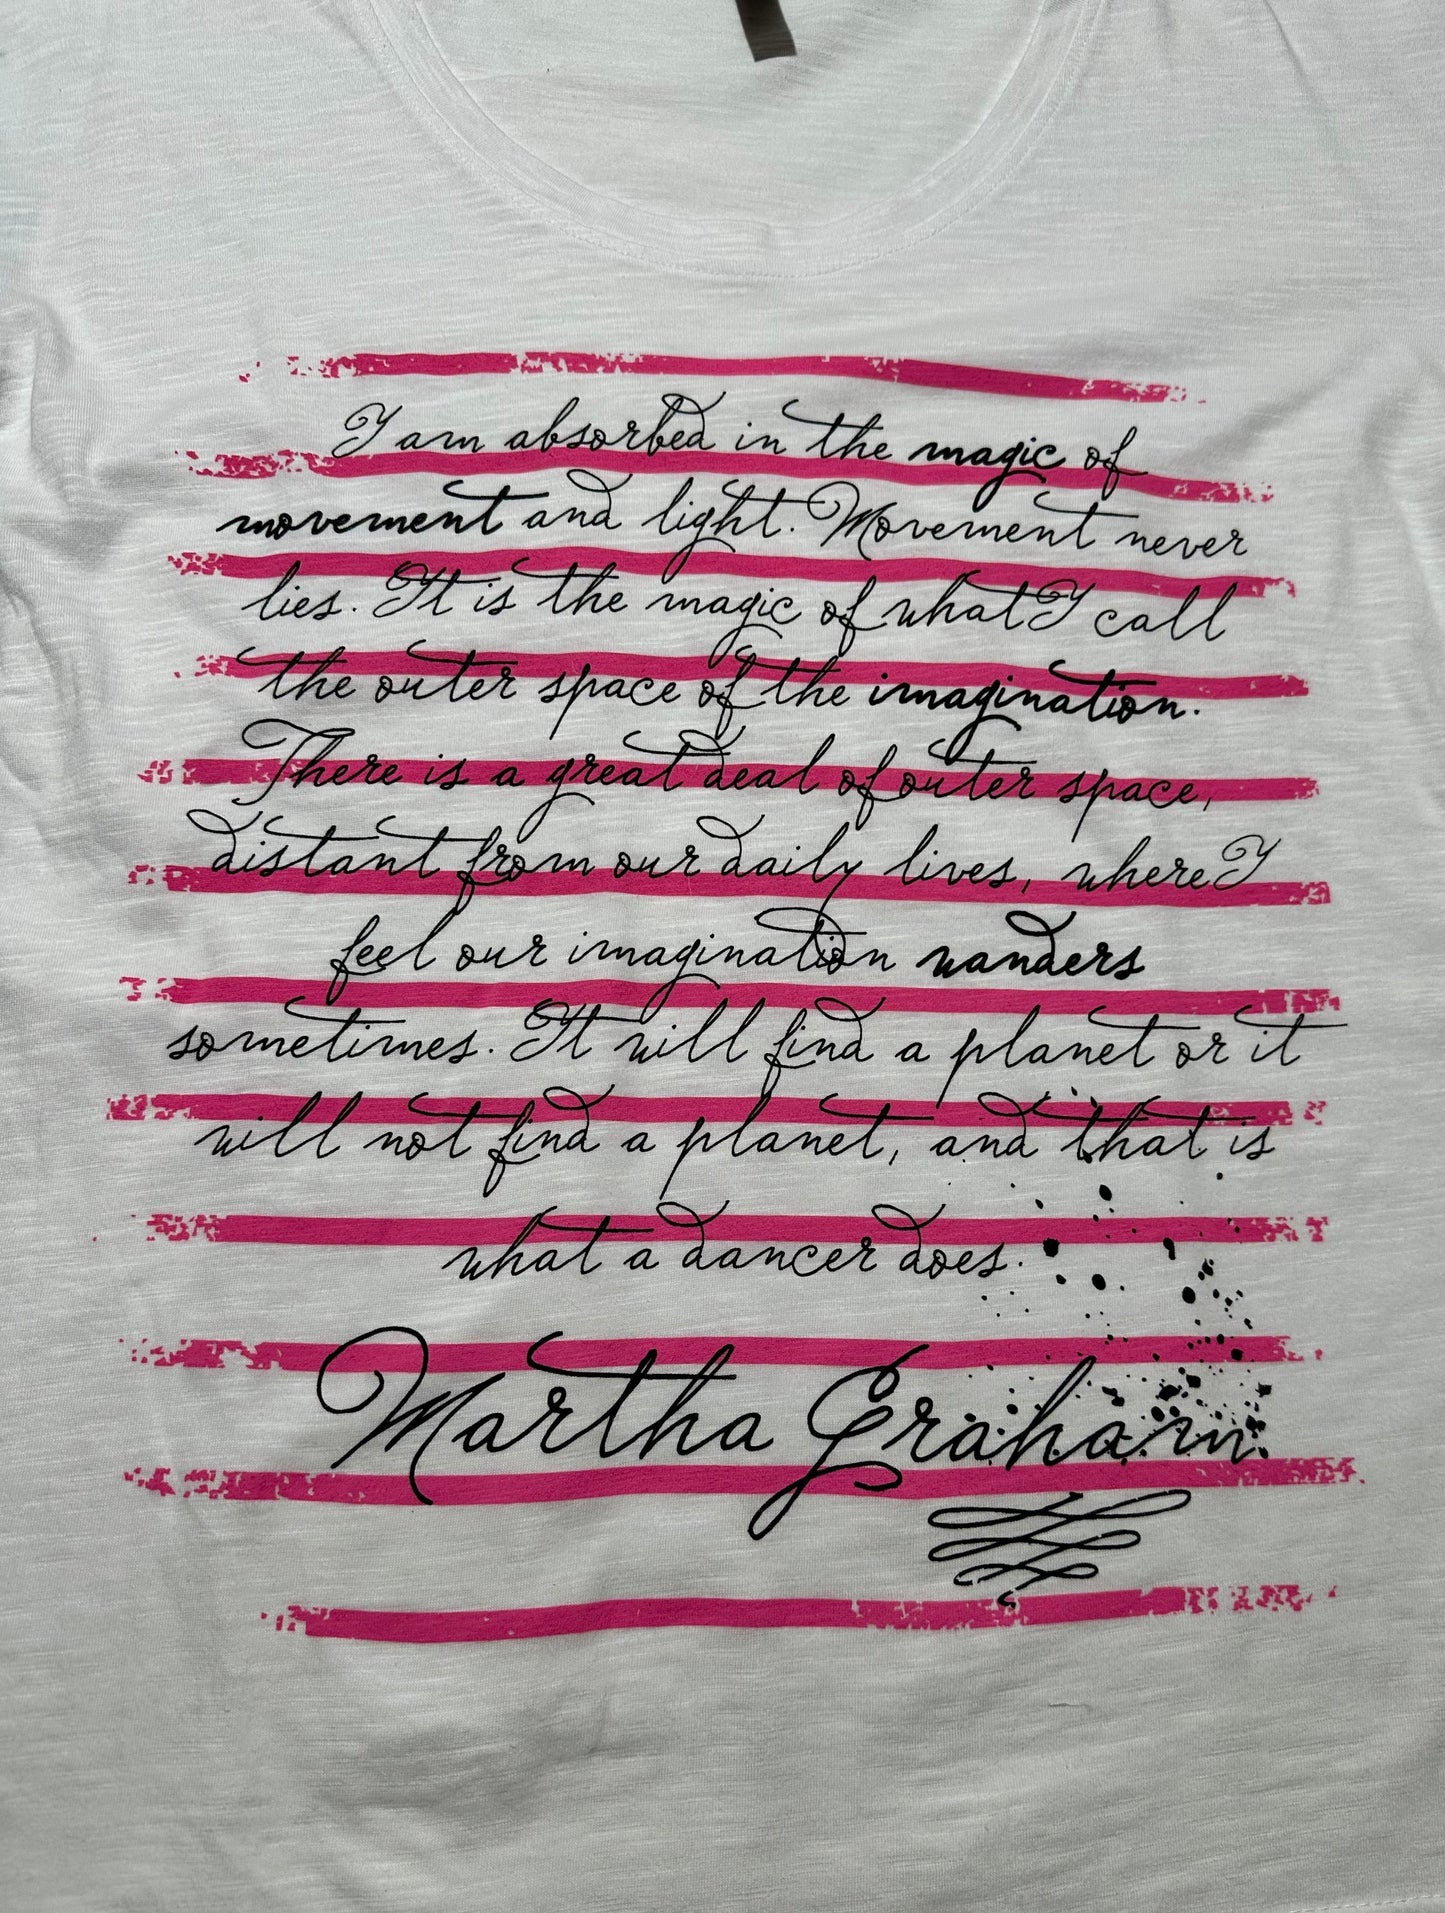 I am absorbed in the magic of
movement and light. Movement never
lies. It is the magic of what I call
the outer space of the imagination.
There is a great deal of outer space,
distant from our daily lives, where I
feel our imagination wanders
sometimes. It will find a planet or it
will not find a planet, and that is
what a dancer does.
Martha Graham